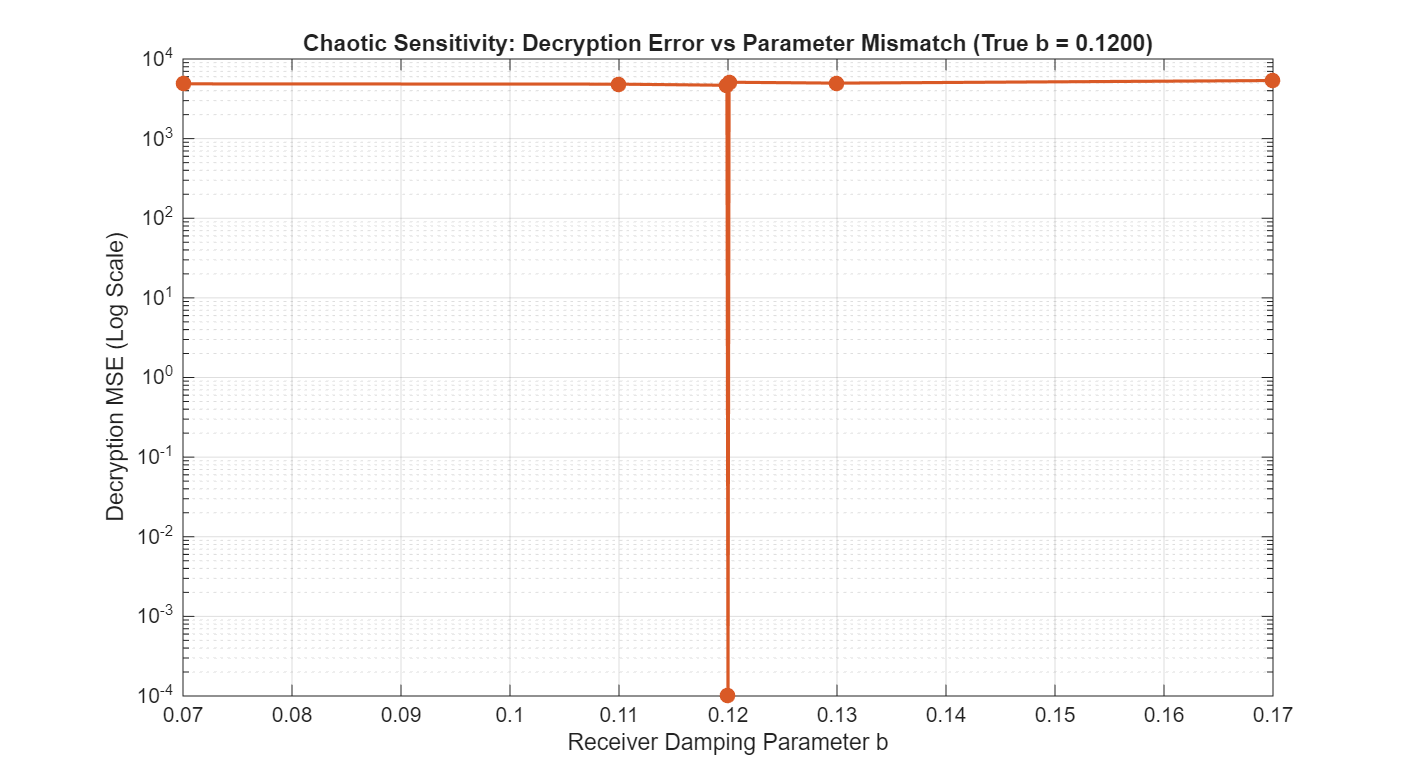 Chaotic Sensitivity: Decryption Error vs Parameter Mismatch (True b = 0.1200)
Decryption MSE (Log Scale)
10^4
10^3
10^2
10^1
10^0
10^-1
10^-2
10^-3
10^-4
0.07 0.08 0.09 0.1 0.11 0.12 0.13 0.14 0.15 0.16 0.17
Receiver Damping Parameter b